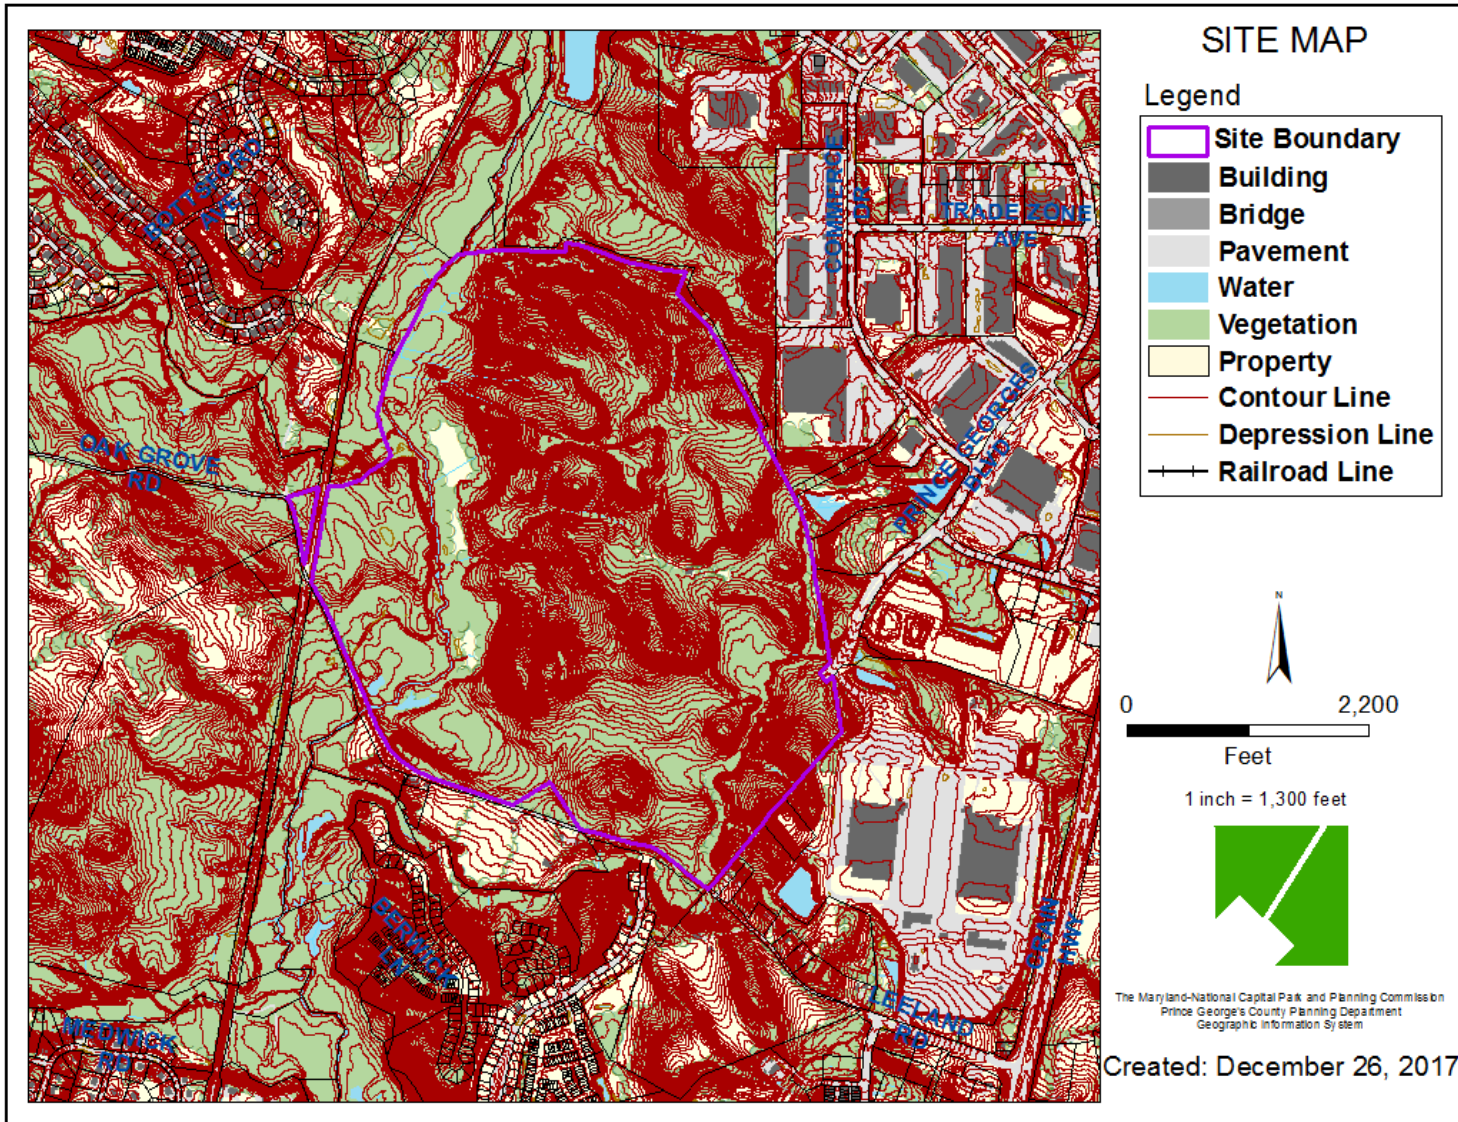 SITE MAP
Legend
Site Boundary
Building
Bridge
Pavement
Water
Vegetation
Property
Contour Line
Depression Line
Railroad Line
BOTTSFORD
AVE
COMMERCE
DR
TRADE ZONE
AVE
PRINCE GEORGES
BLVD
OAK GROVE
RD
BERWICK
LN
MEDWICK
RD
LEELAND
RD
CRAIN
HWY
N
0 2,200
Feet
1 inch = 1,300 feet
The Maryland-National Capital Park and Planning Commission
Prince George's County Planning Department
Geographic Information System
Created: December 26, 2017